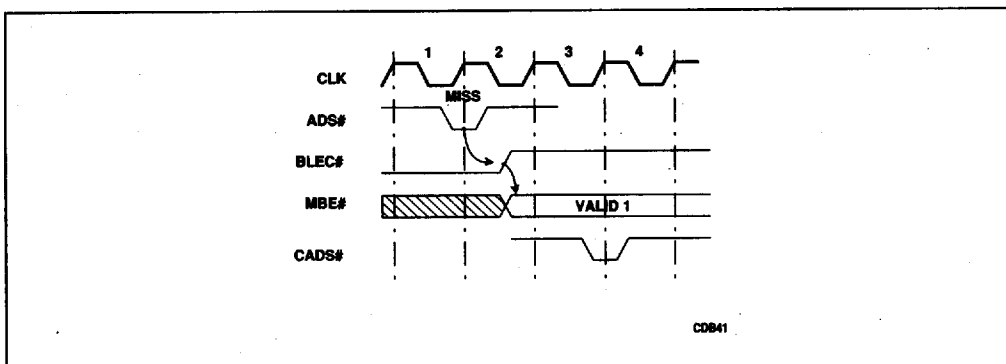 1 2 3 4
CLK
MISS
ADS#
BLEC#
MBE#
VALID 1
CADS#
CDB41